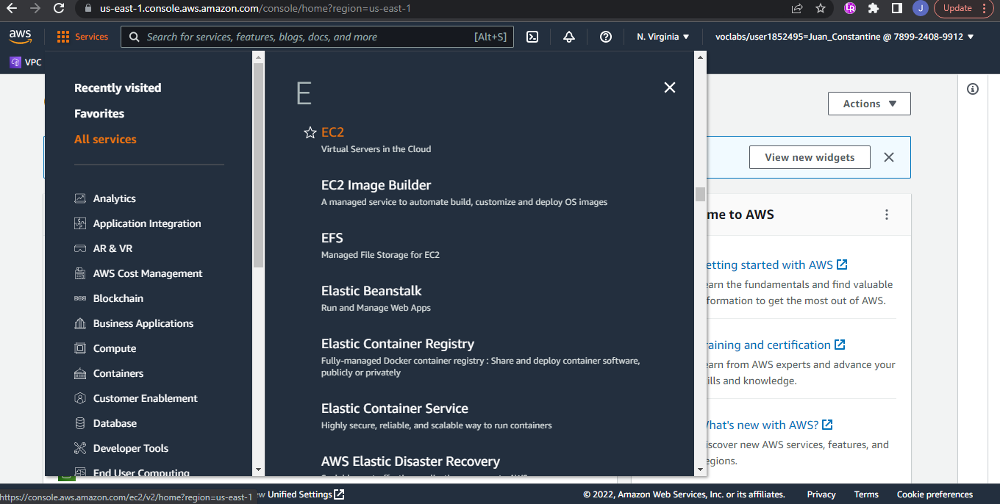 us-east-1.console.aws.amazon.com/console/home?region=us-east-1
Update
aws
Services
Search for services, features, blogs, docs, and more
[Alt+S]
N. Virginia
voclabs/user1852495=Juan_Constantine @ 7899-2408-9912
VPC
Recently visited
Favorites
All services
Analytics
Application Integration
AR & VR
AWS Cost Management
Blockchain
Business Applications
Compute
Containers
Customer Enablement
Database
Developer Tools
End User Computing
E
EC2
Virtual Servers in the Cloud
EC2 Image Builder
A managed service to automate build, customize and deploy OS images
EFS
Managed File Storage for EC2
Elastic Beanstalk
Run and Manage Web Apps
Elastic Container Registry
Fully-managed Docker container registry : Share and deploy container software,
publicly or privately
Elastic Container Service
Highly secure, reliable, and scalable way to run containers
AWS Elastic Disaster Recovery
Actions
View new widgets
me to AWS
etting started with AWS
earn the fundamentals and find valuable
formation to get the most out of AWS.
raining and certification
earn from AWS experts and advance your
ills and knowledge.
hat's new with AWS?
iscover new AWS services, features, and
egions.
https://console.aws.amazon.com/ec2/v2/home?region=us-east-1
ew Unified Settings
© 2022, Amazon Web Services, Inc. or its affiliates.
Privacy
Terms
Cookie preferences